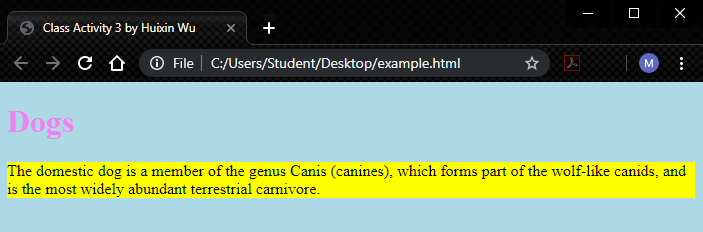 Class Activity 3 by Huixin Wu
File
C:/Users/Student/Desktop/example.html
M
Dogs
The domestic dog is a member of the genus Canis (canines), which forms part of the wolf-like canids, and
is the most widely abundant terrestrial carnivore.